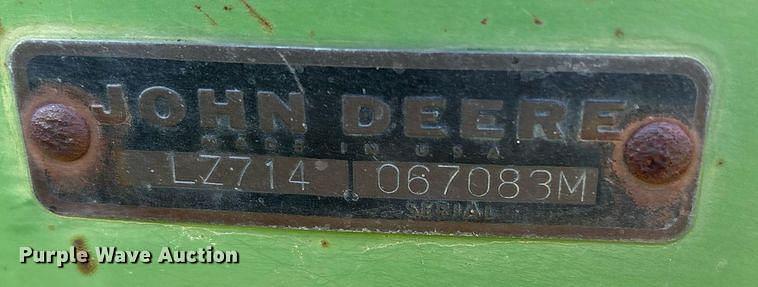 JOHN DEERE
MADE IN U.S.A.
LZ714 067083M
SERIAL
Purple Wave Auction